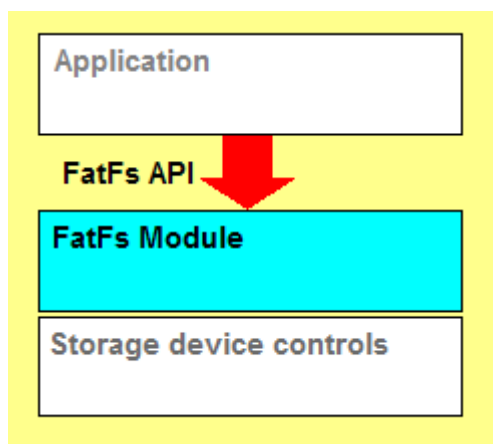 Application
FatFs API
FatFs Module
Storage device controls